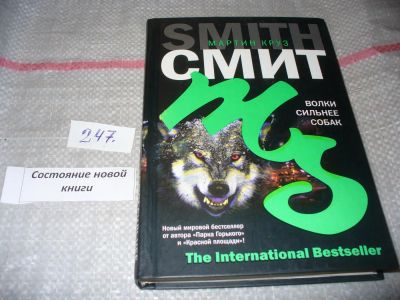 SMITH
МАРТИН КРУЗ
СМИТ
ms
ВОЛКИ
СИЛЬНЕЕ
СОБАК
247.
Состояние новой
книги
Новый мировой бестселлер
от автора «Парка Горького»
и «Красной площади»!
The International Bestseller